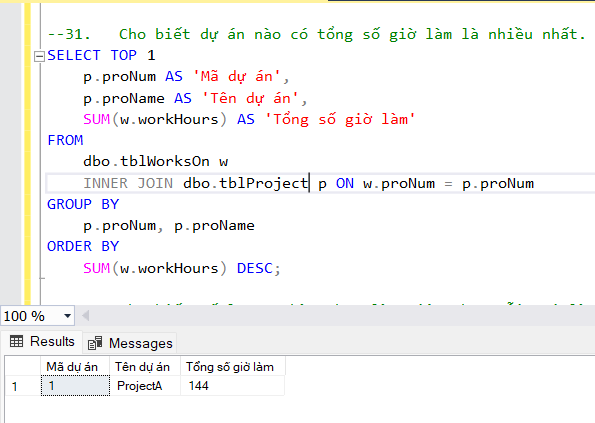 --31. Cho biết dự án nào có tổng số giờ làm là nhiều nhất.
SELECT TOP 1
p.proNum AS 'Mã dự án',
p.proName AS 'Tên dự án',
SUM(w.workHours) AS 'Tổng số giờ làm'
FROM
dbo.tblWorksOn w
INNER JOIN dbo.tblProject p ON w.proNum = p.proNum
GROUP BY
p.proNum, p.proName
ORDER BY
SUM(w.workHours) DESC;
100 %
Results Messages
Mã dự án Tên dự án Tổng số giờ làm
1 1 ProjectA 144